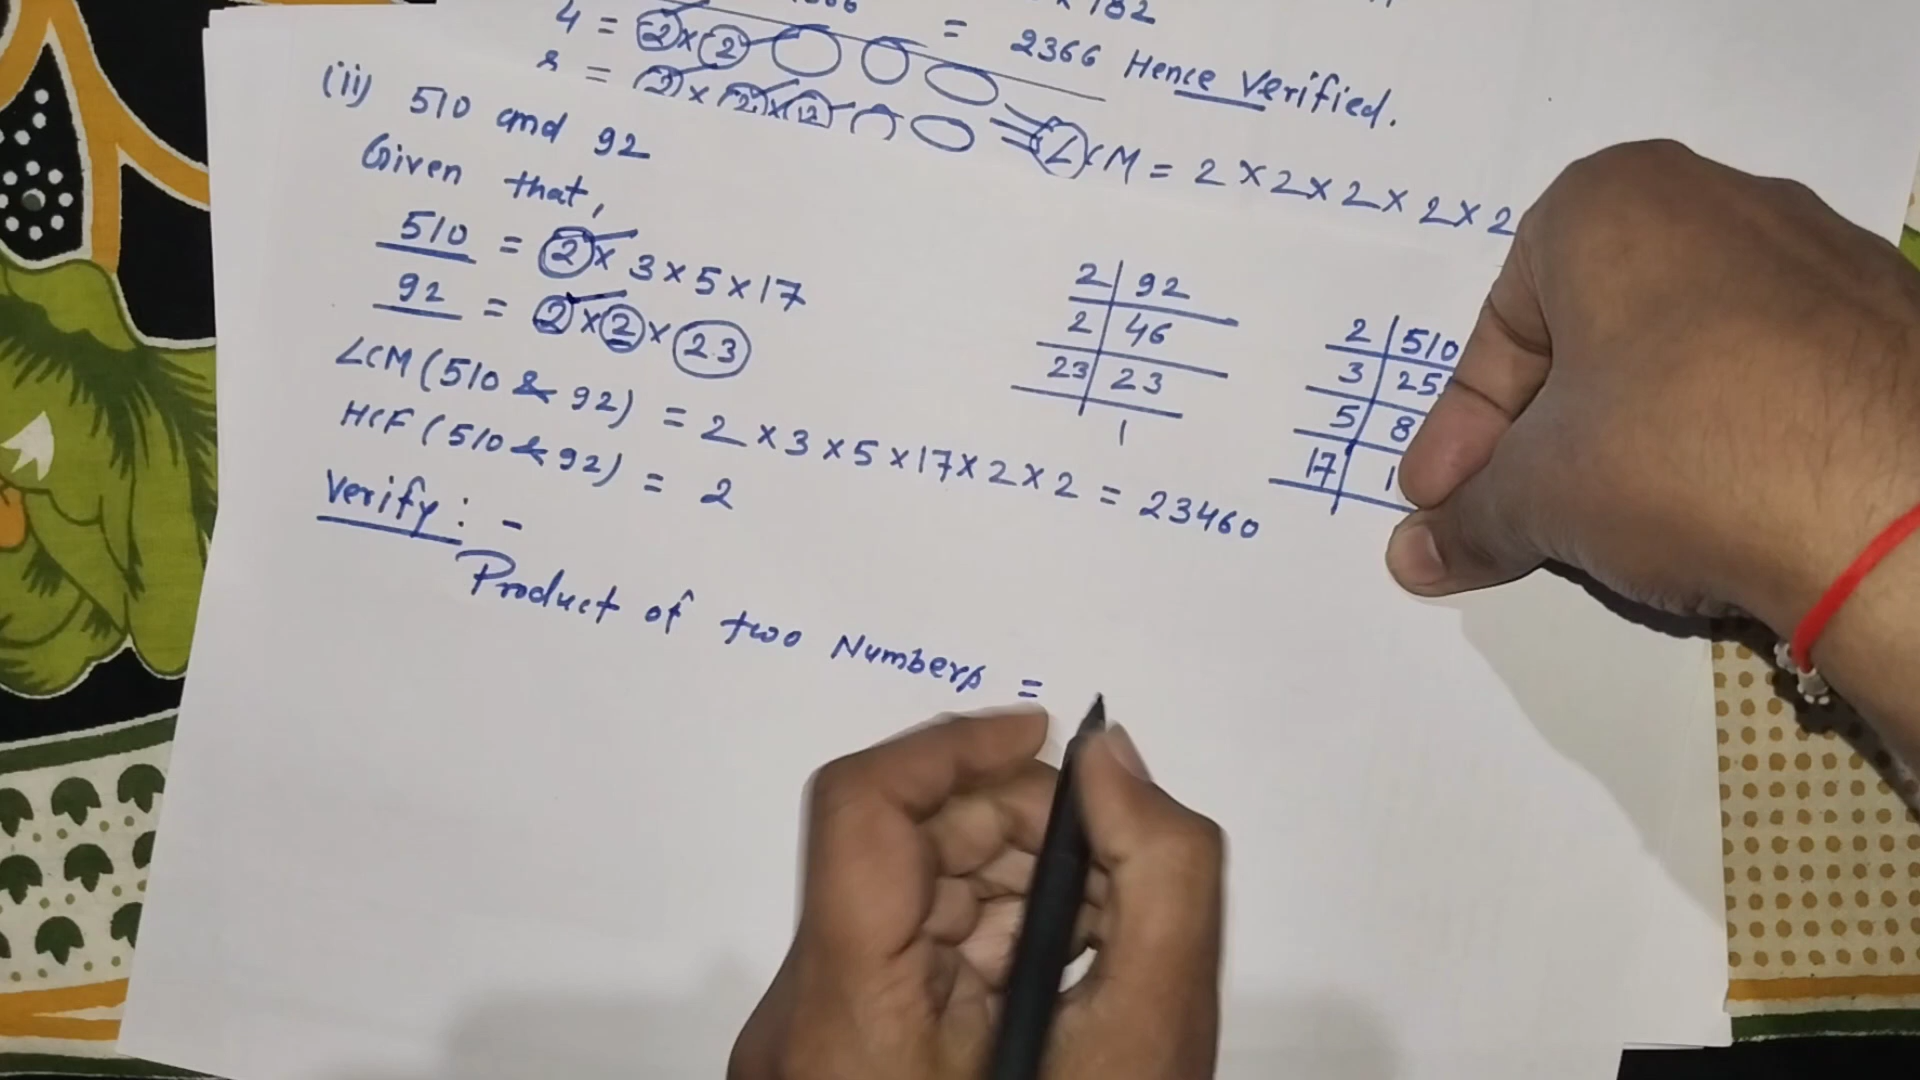 182
= 2366 Hence Verified.
4 = 2 × 2
= 2 × 2 × 2
LCM = 2 × 2 × 2 × 2 × 2
(ii) 510 and 92
Given that,
510 = 2 × 3 × 5 × 17
92 = 2 × 2 × 23
LCM (510 & 92) = 2 × 3 × 5 × 17 × 2 × 2 = 23460
HCF (510 & 92) = 2
Verify : -
Product of two Numbers =
2 | 92
2 | 46
23 | 23
1
2 | 510
3 | 25
5 | 8
17 | 1